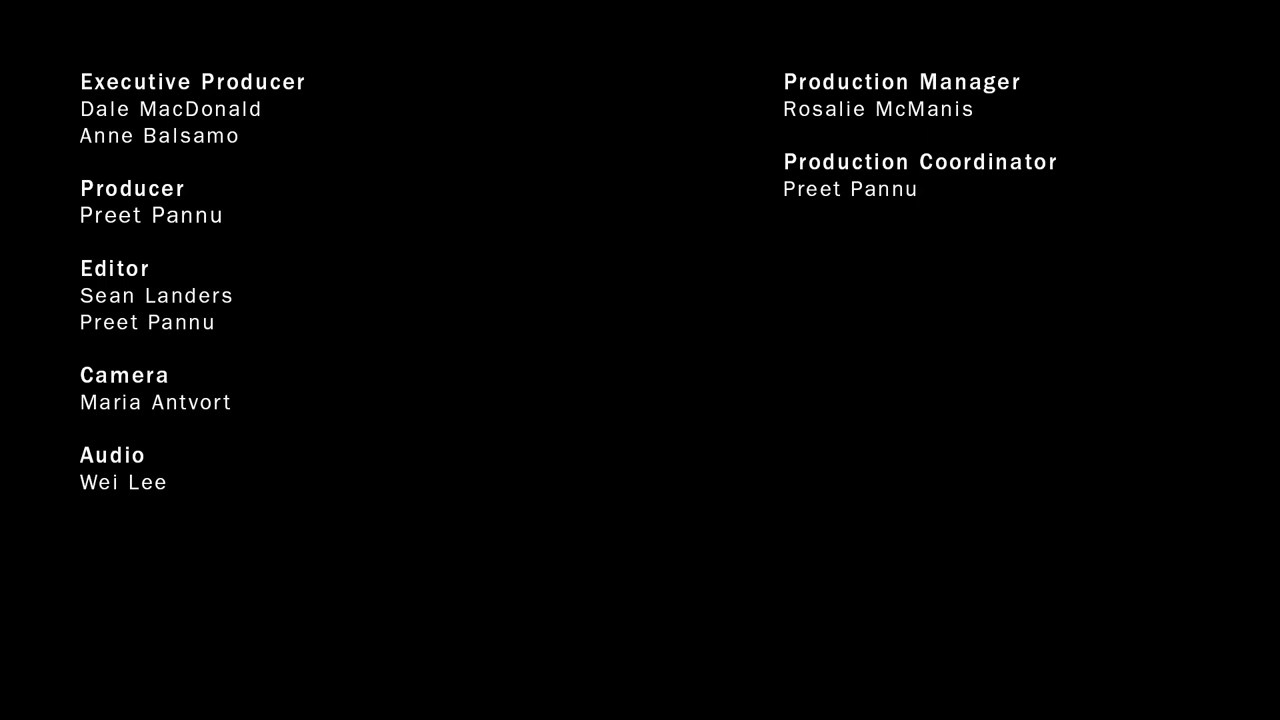 Executive Producer
Dale MacDonald
Anne Balsamo
Producer
Preet Pannu
Editor
Sean Landers
Preet Pannu
Camera
Maria Antvort
Audio
Wei Lee
Production Manager
Rosalie McManis
Production Coordinator
Preet Pannu